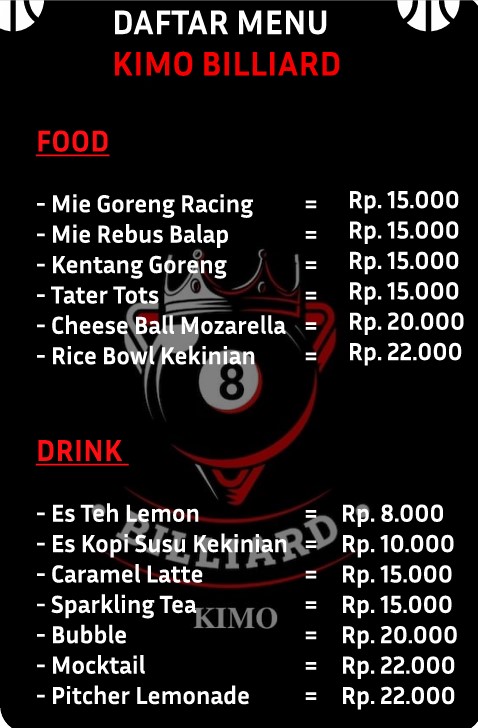 DAFTAR MENU
KIMO BILLIARD
FOOD
- Mie Goreng Racing = Rp. 15.000
- Mie Rebus Balap = Rp. 15.000
- Kentang Goreng = Rp. 15.000
- Tater Tots = Rp. 15.000
- Cheese Ball Mozarella = Rp. 20.000
- Rice Bowl Kekinian = Rp. 22.000
8
DRINK
- Es Teh Lemon = Rp. 8.000
- Es Kopi Susu Kekinian = Rp. 10.000
- Caramel Latte = Rp. 15.000
- Sparkling Tea = Rp. 15.000
- Bubble = Rp. 20.000
- Mocktail = Rp. 22.000
- Pitcher Lemonade = Rp. 22.000
BILLIARD
KIMO